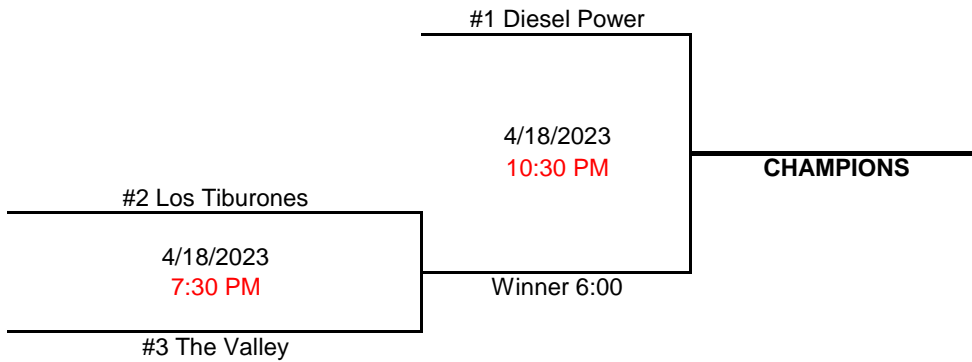 #1 Diesel Power
4/18/2023
10:30 PM
CHAMPIONS
#2 Los Tiburones
4/18/2023
7:30 PM
Winner 6:00
#3 The Valley